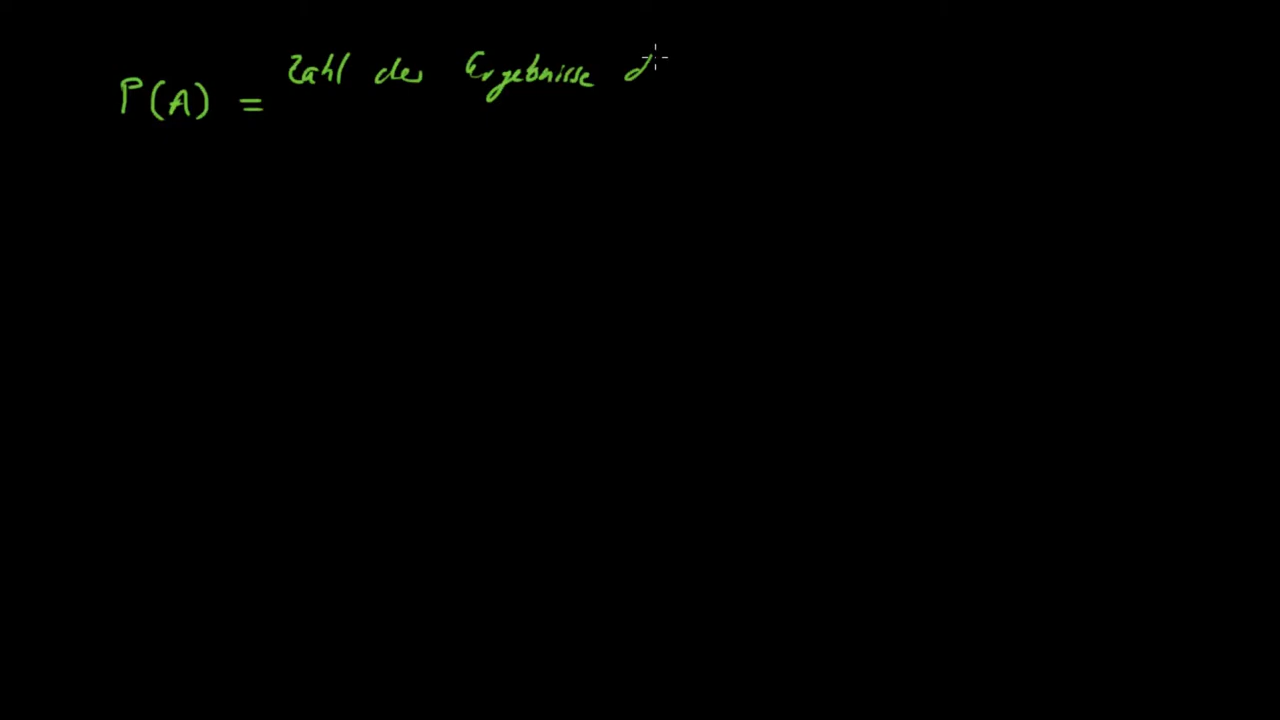 P(A) = Zahl der Ergebnisse d